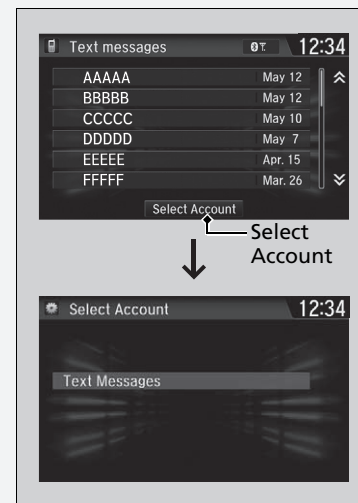 Text messages 12:34
AAAAA May 12
BBBBB May 12
CCCCC May 10
DDDDD May 7
EEEEE Apr. 15
FFFFF Mar. 26
Select Account
Select
Account
Select Account 12:34
Text Messages